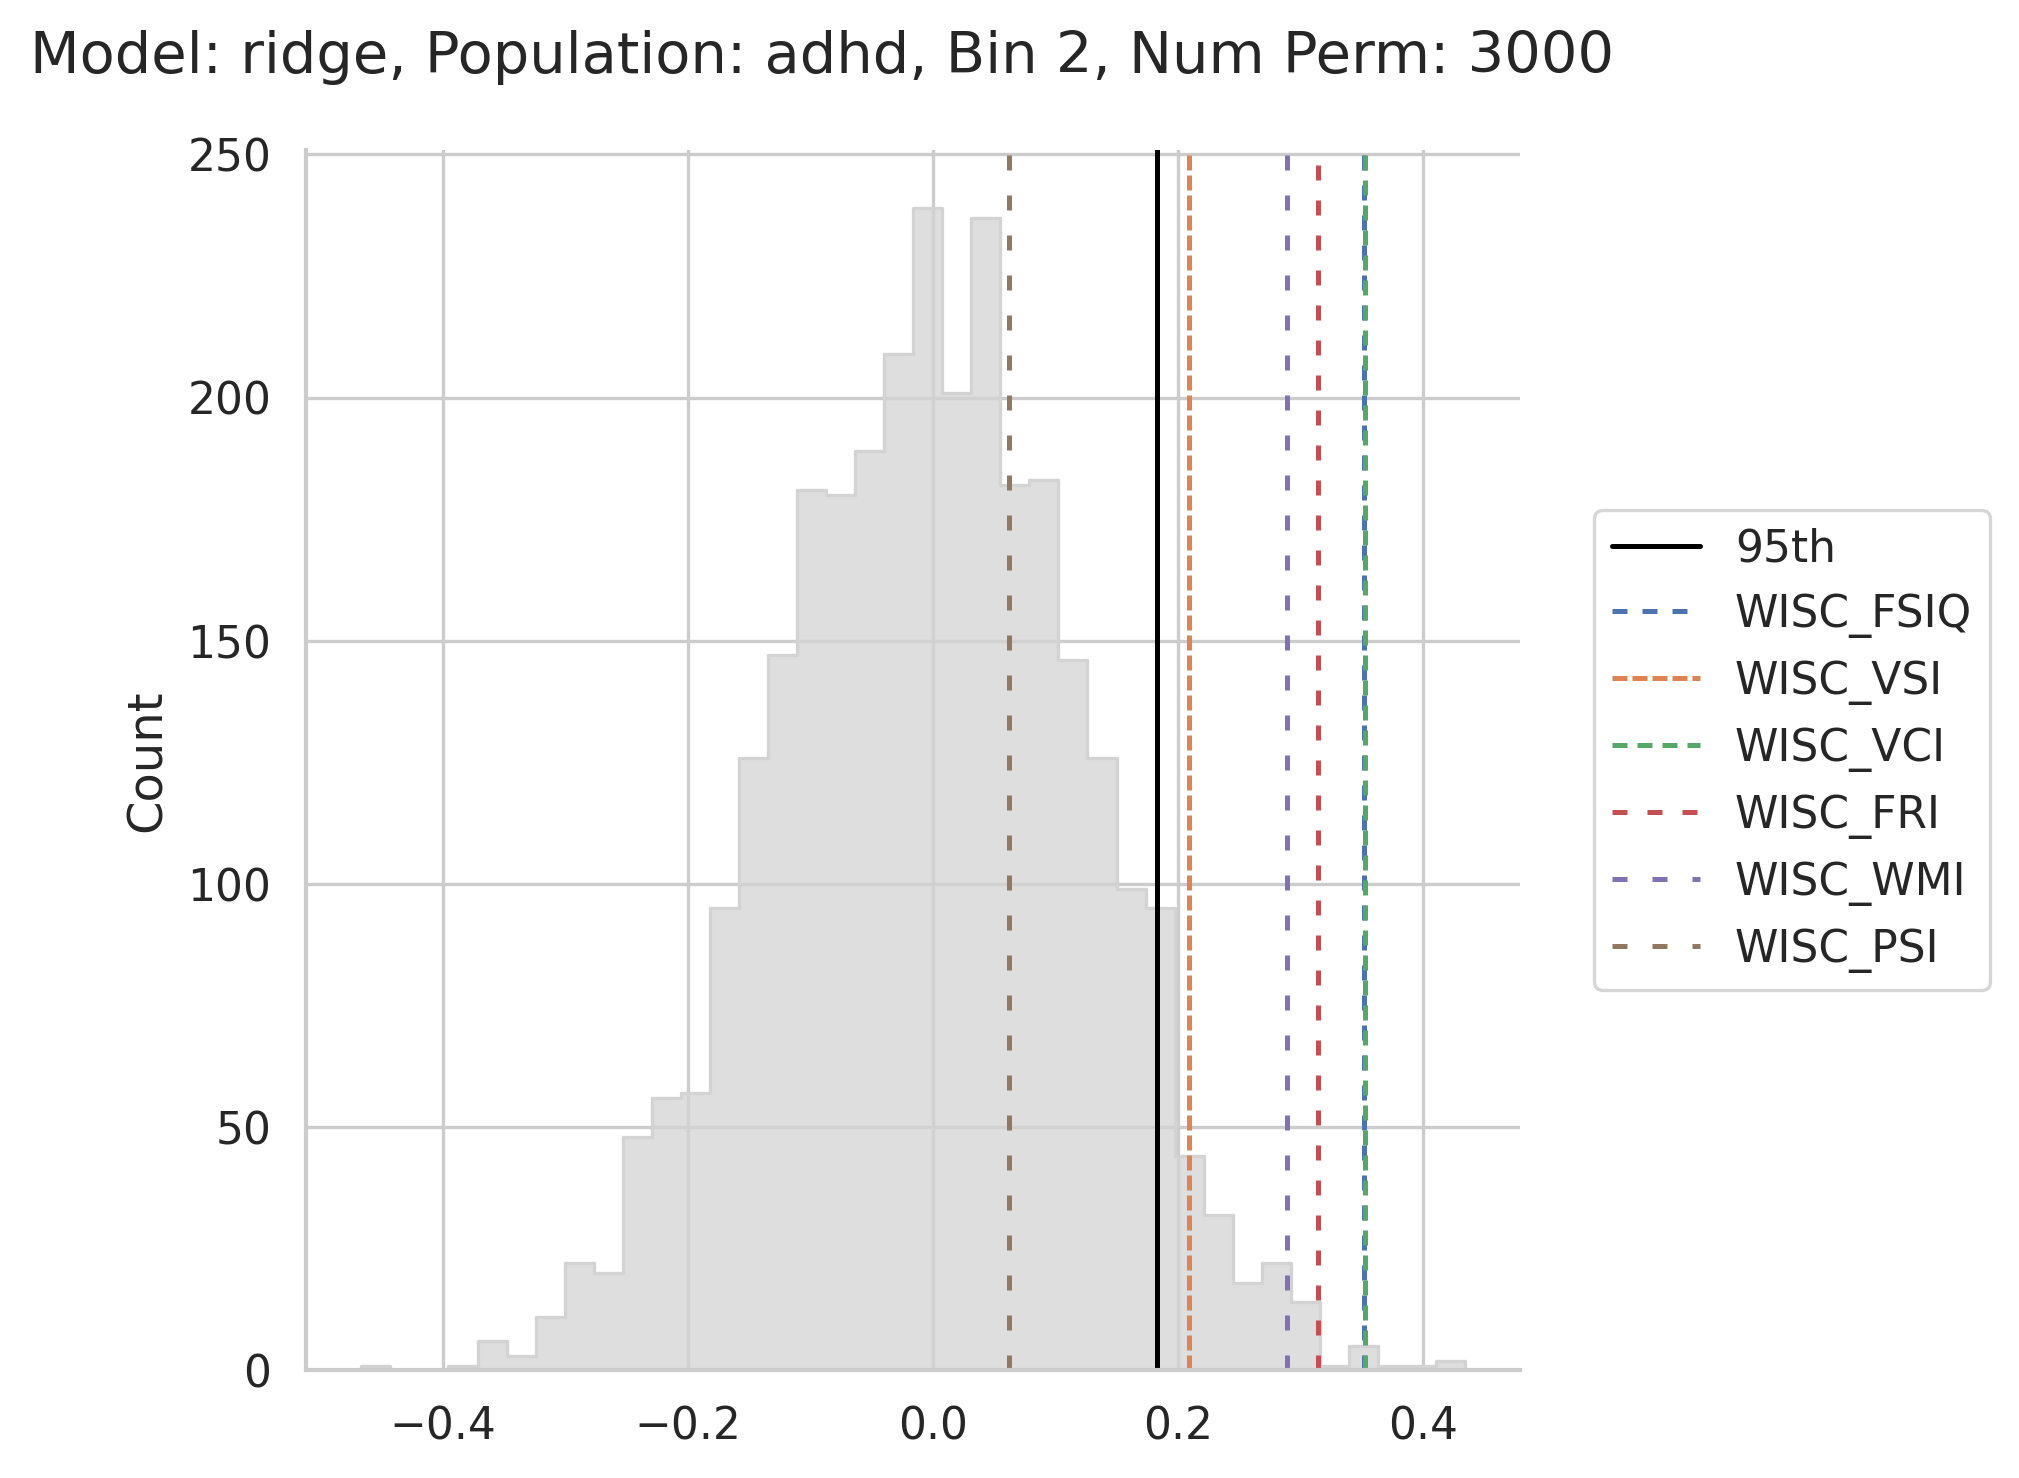 Model: ridge, Population: adhd, Bin 2, Num Perm: 3000
250
200
150
100
50
0
Count
−0.4
−0.2
0.0
0.2
0.4
95th
WISC_FSIQ
WISC_VSI
WISC_VCI
WISC_FRI
WISC_WMI
WISC_PSI